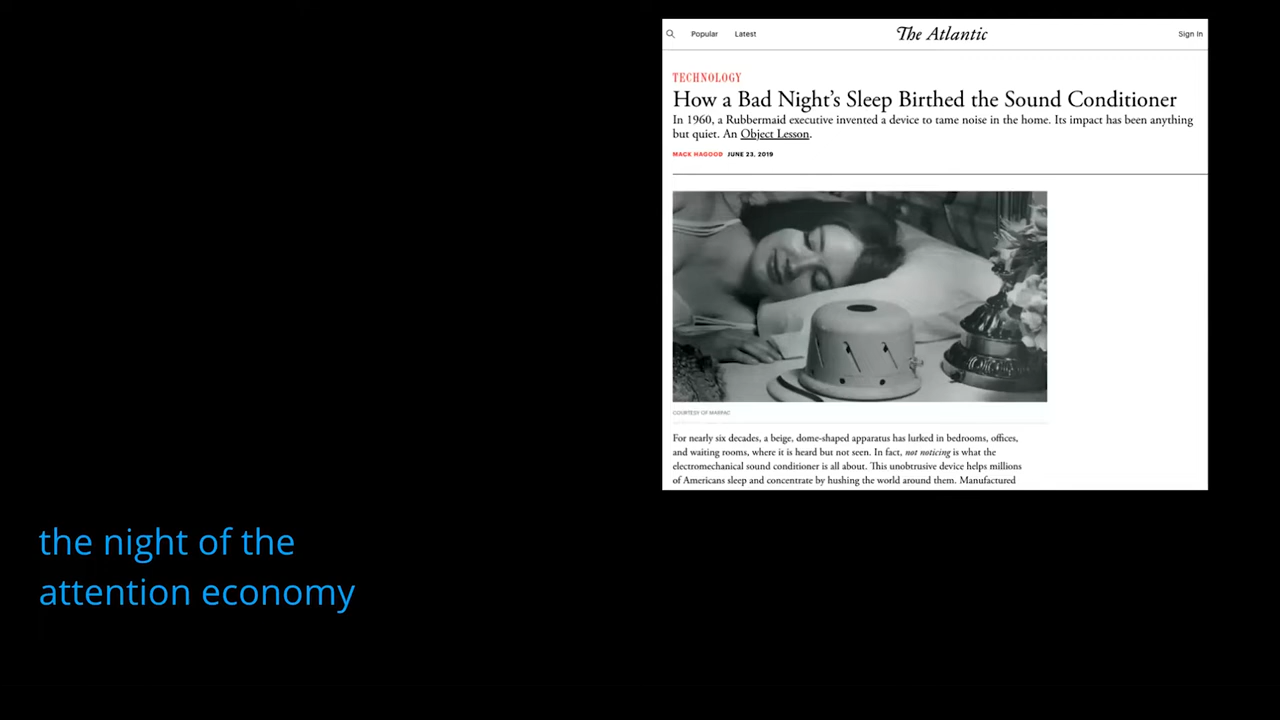 Popular Latest The Atlantic Sign In
TECHNOLOGY
How a Bad Night's Sleep Birthed the Sound Conditioner
In 1960, a Rubbermaid executive invented a device to tame noise in the home. Its impact has been anything
but quiet. An Object Lesson.
MACK HAGOOD JUNE 23, 2019
COURTESY OF MARPAC
For nearly six decades, a beige, dome-shaped apparatus has lurked in bedrooms, offices,
and waiting rooms, where it is heard but not seen. In fact, not noticing is what the
electromechanical sound conditioner is all about. This unobtrusive device helps millions
of Americans sleep and concentrate by hushing the world around them. Manufactured
the night of the
attention economy